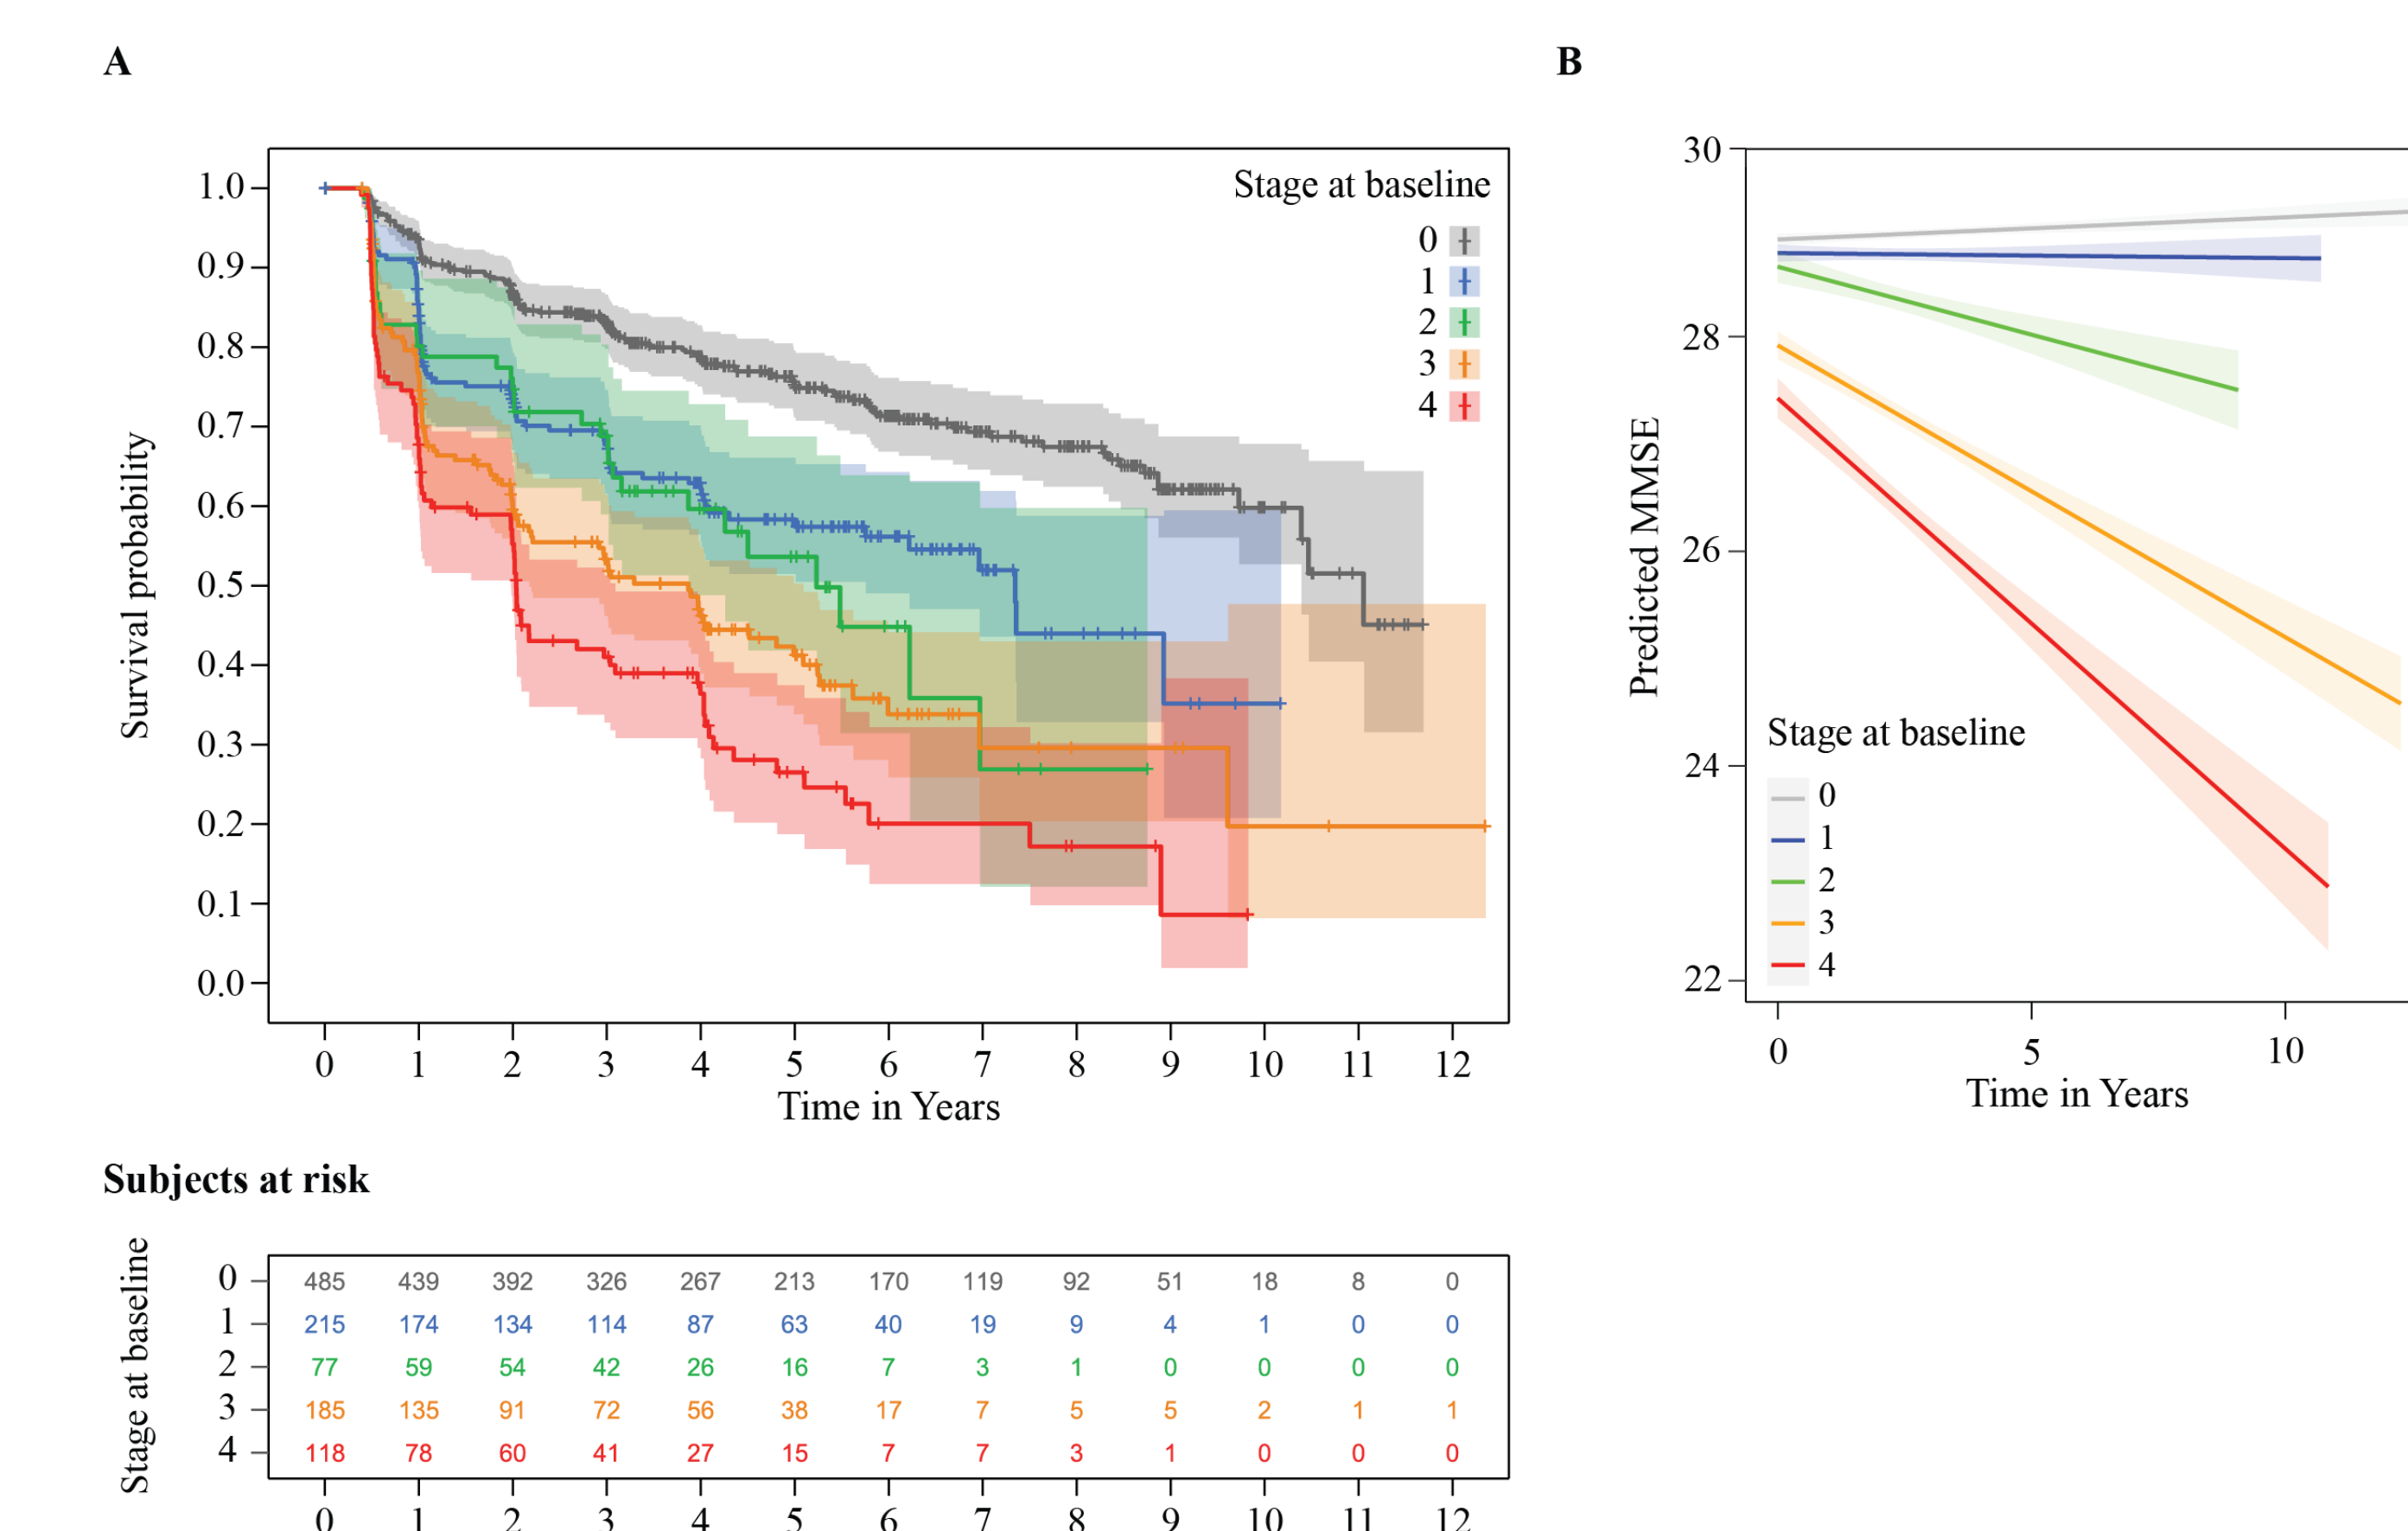 A
Survival probability
1.0
0.9
0.8
0.7
0.6
0.5
0.4
0.3
0.2
0.1
0.0
Stage at baseline
0
1
2
3
4
0 1 2 3 4 5 6 7 8 9 10 11 12
Time in Years
B
Predicted MMSE
30
28
26
24
22
Stage at baseline
0
1
2
3
4
0 5 10
Time in Years
Subjects at risk
Stage at baseline
0 485 439 392 326 267 213 170 119 92 51 18 8 0
1 215 174 134 114 87 63 40 19 9 4 1 0 0
2 77 59 54 42 26 16 7 3 1 0 0 0 0
3 185 135 91 72 56 38 17 7 5 5 2 1 1
4 118 78 60 41 27 15 7 7 3 1 0 0 0
0 1 2 3 4 5 6 7 8 9 10 11 12